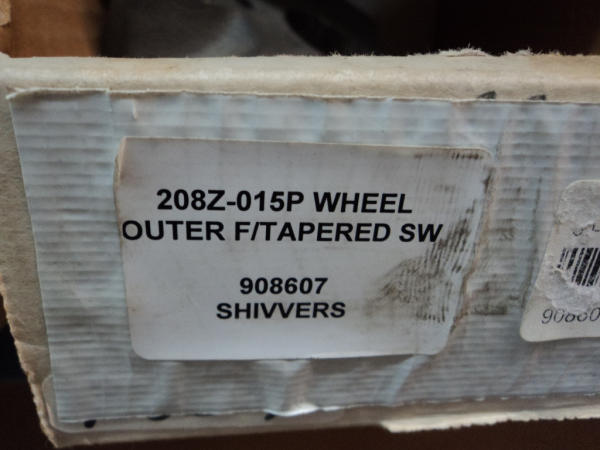 208Z-015P WHEEL
OUTER F/TAPERED SW
908607
SHIVVERS